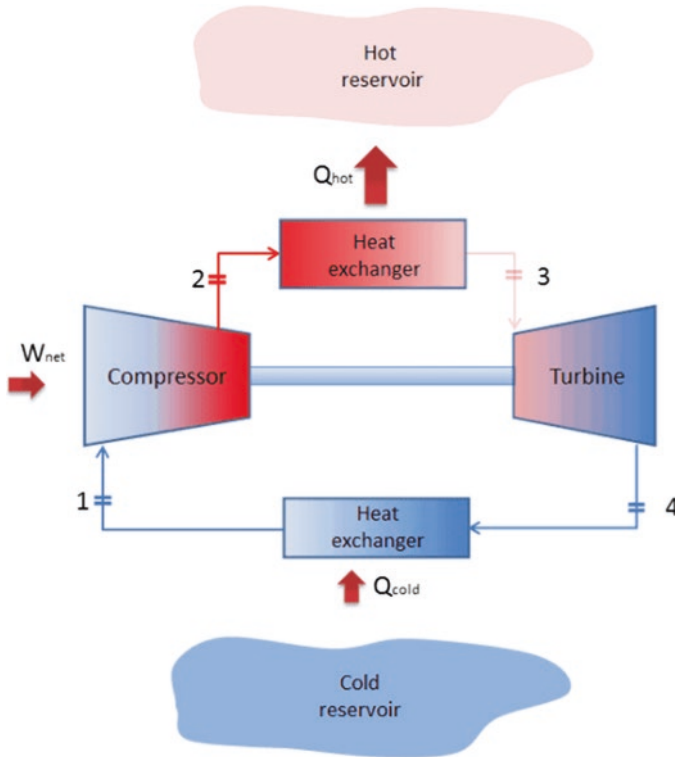 Hot
reservoir
Qhot
Heat
exchanger
2
3
Wnet
Compressor
Turbine
1
4
Heat
exchanger
Qcold
Cold
reservoir